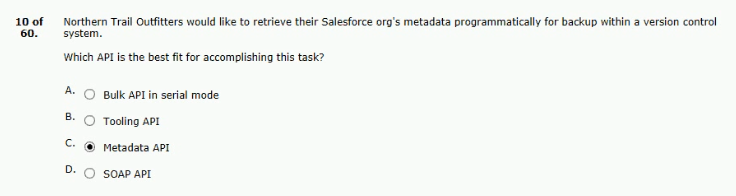 10 of Northern Trail Outfitters would like to retrieve their Salesforce org's metadata programmatically for backup within a version control
60. system.
Which API is the best fit for accomplishing this task?
A. Bulk API in serial mode
B. Tooling API
C. Metadata API
D. SOAP API